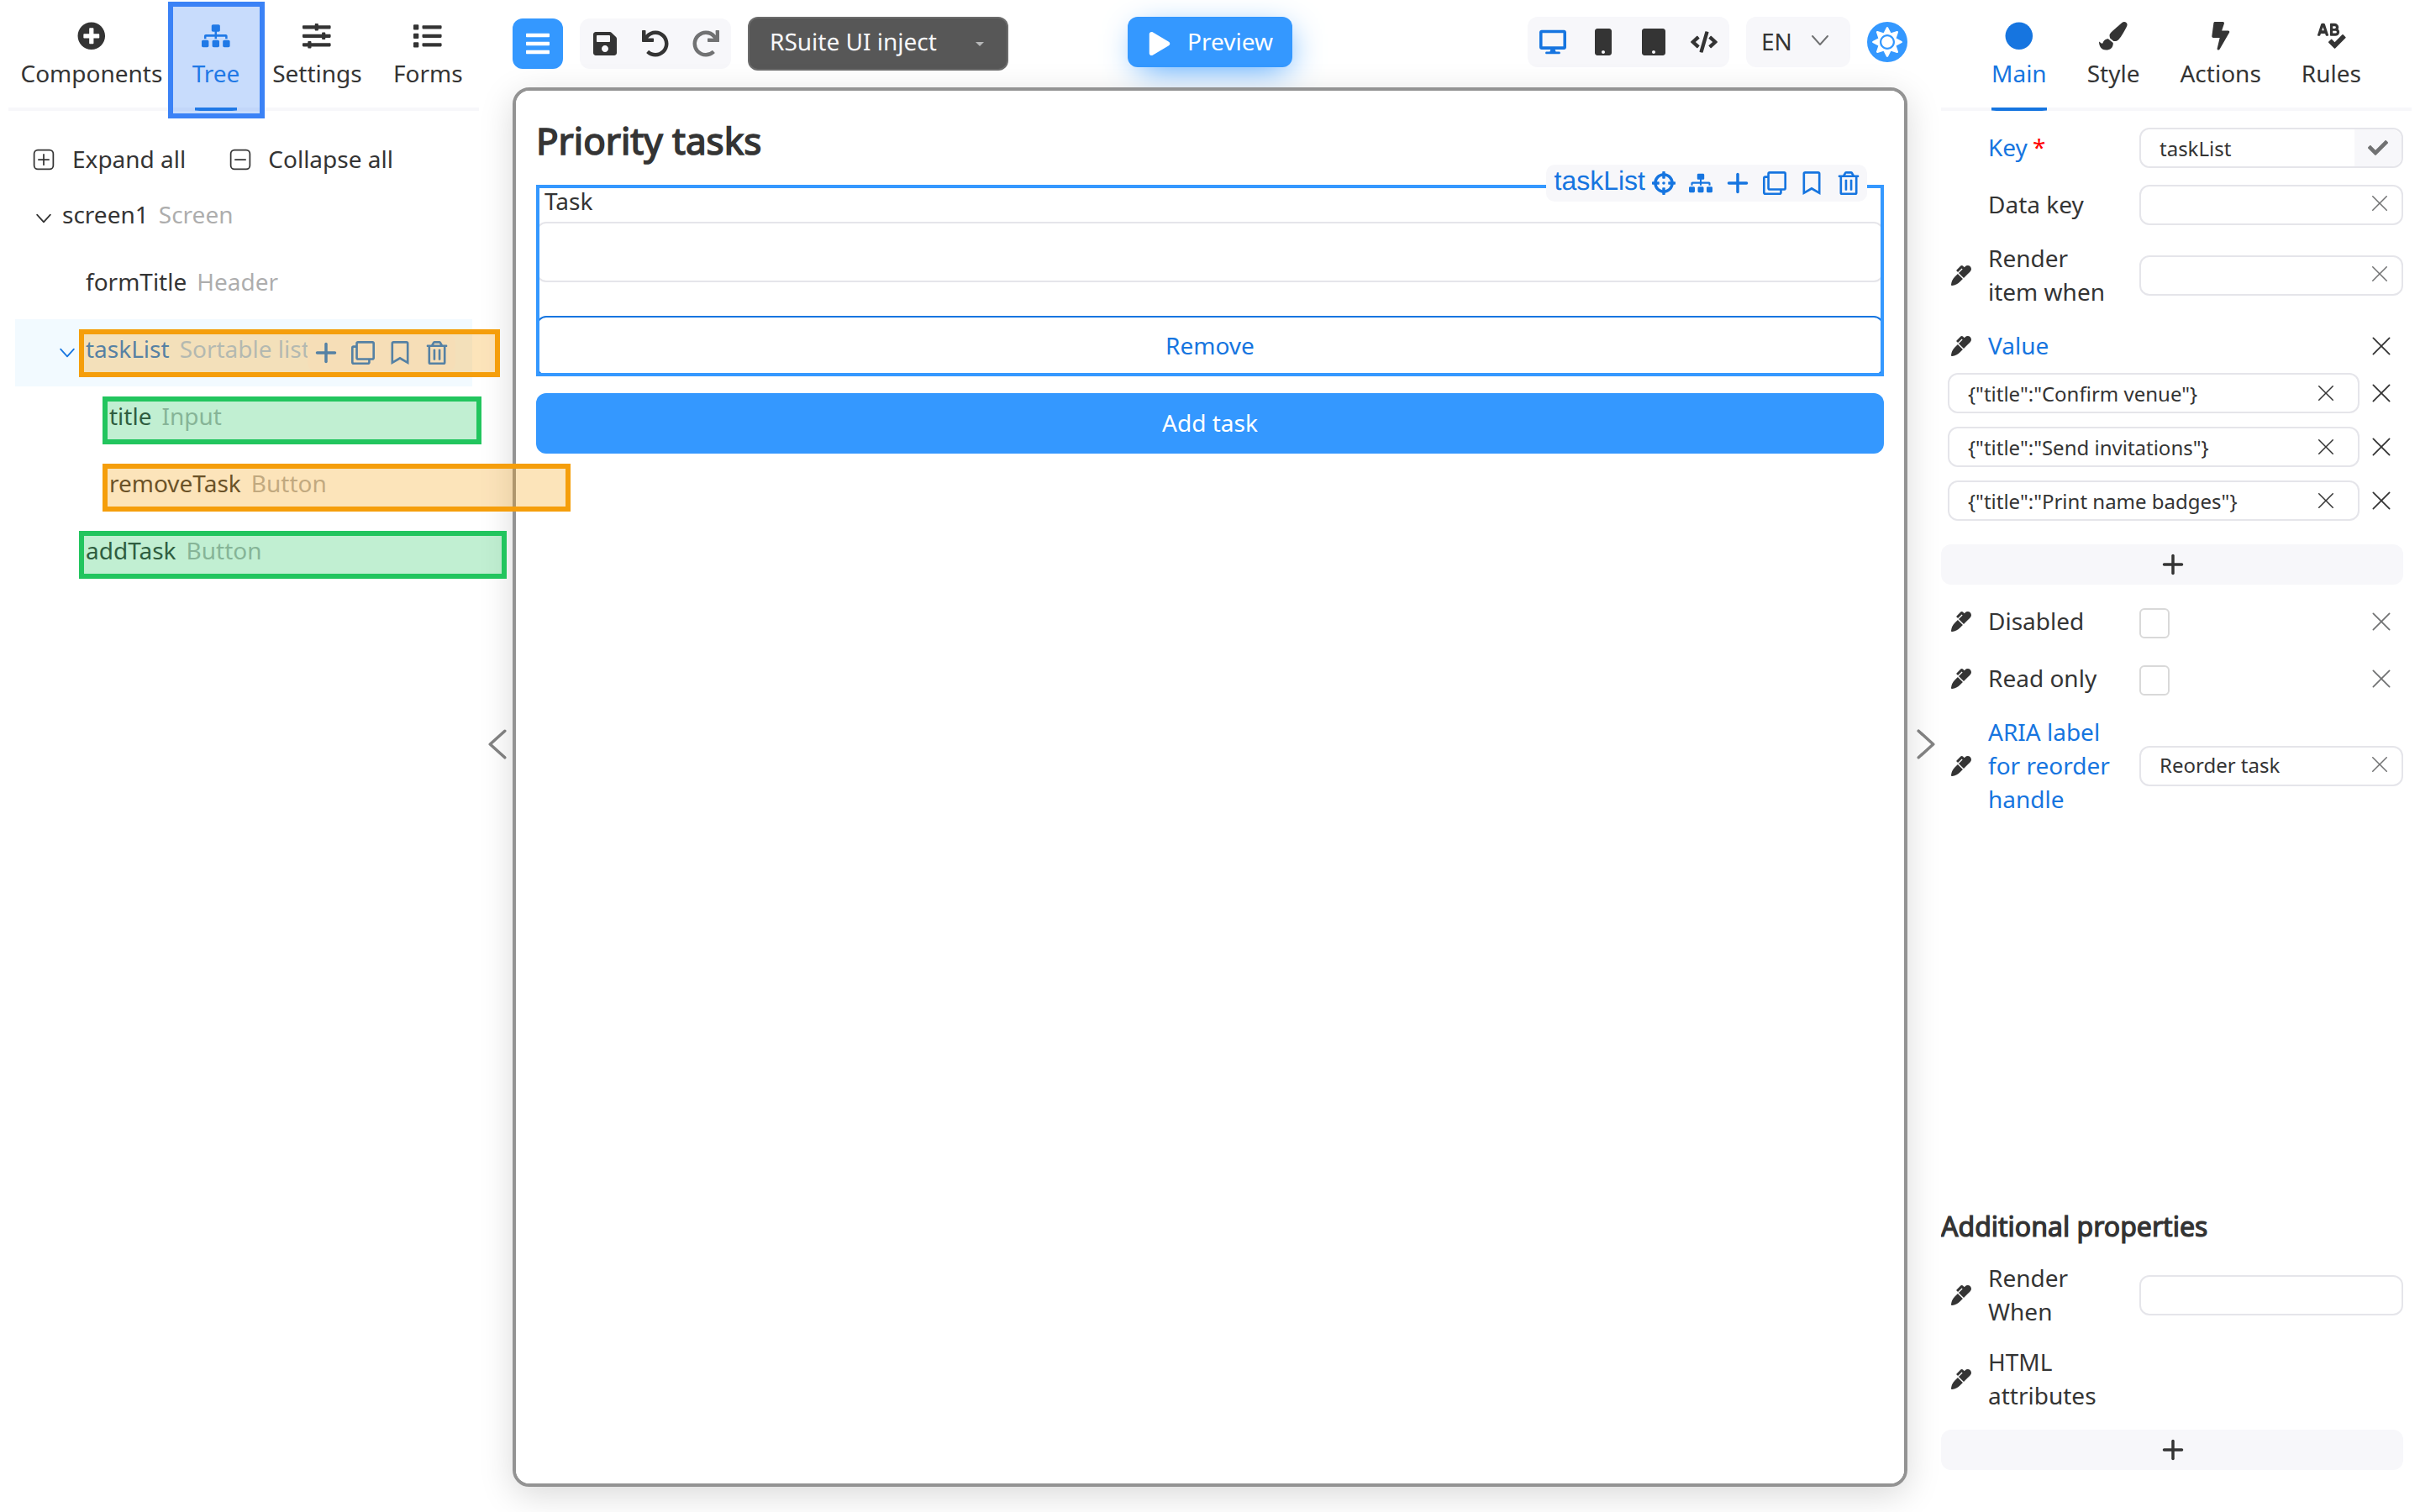 Components
Tree
Settings
Forms
RSuite UI inject
Preview
EN
Main
Style
Actions
AB
Rules
Expand all
Collapse all
screen1 Screen
formTitle Header
taskList Sortable list
title Input
removeTask Button
addTask Button
Priority tasks
taskList
Task
Remove
Add task
Key *
taskList
Data key
Render
item when
Value
{"title":"Confirm venue"}
{"title":"Send invitations"}
{"title":"Print name badges"}
Disabled
Read only
ARIA label
for reorder
handle
Reorder task
Additional properties
Render
When
HTML
attributes